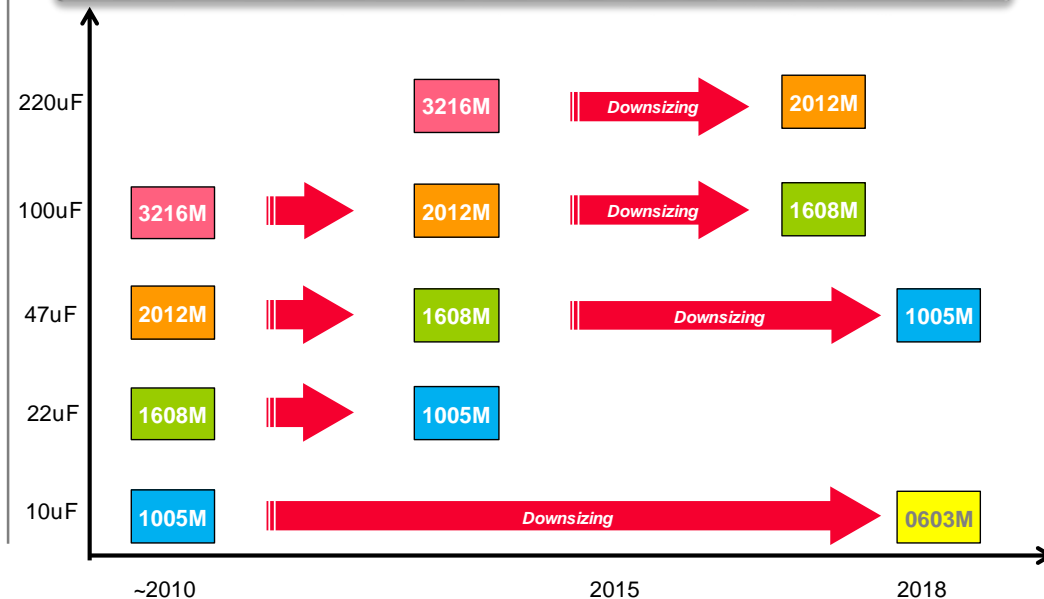 220uF 3216M Downsizing 2012M
100uF 3216M 2012M Downsizing 1608M
47uF 2012M 1608M Downsizing 1005M
22uF 1608M 1005M
10uF 1005M Downsizing 0603M
~2010 2015 2018